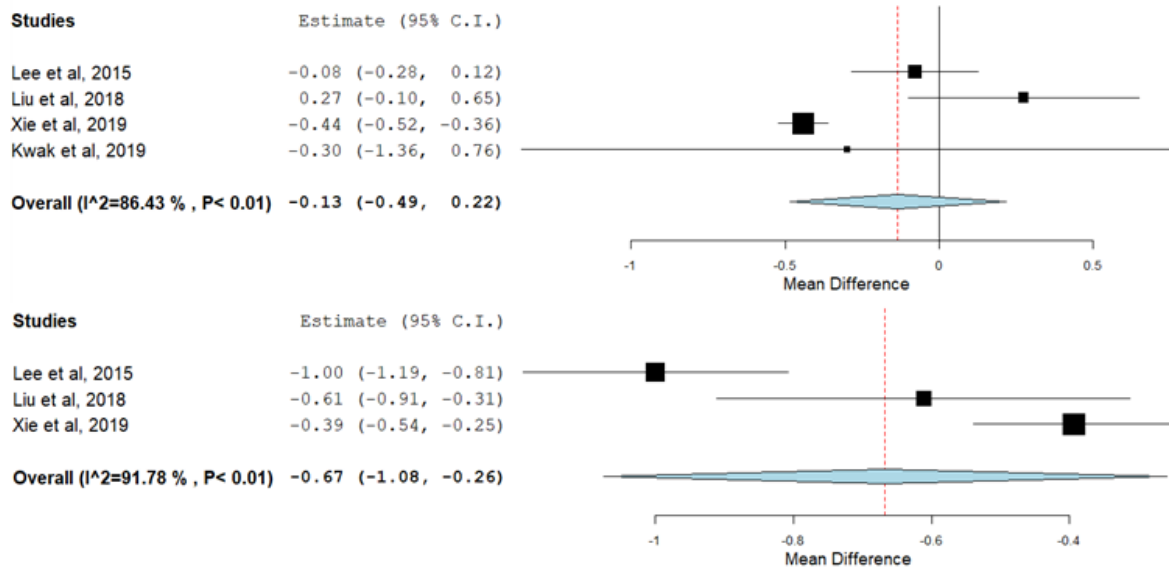 Studies Estimate (95% C.I.)
Lee et al, 2015 -0.08 (-0.28, 0.12)
Liu et al, 2018 0.27 (-0.10, 0.65)
Xie et al, 2019 -0.44 (-0.52, -0.36)
Kwak et al, 2019 -0.30 (-1.36, 0.76)
Overall (I^2=86.43 % , P< 0.01) -0.13 (-0.49, 0.22)
-1 -0.5 0 0.5
Mean Difference
Studies Estimate (95% C.I.)
Lee et al, 2015 -1.00 (-1.19, -0.81)
Liu et al, 2018 -0.61 (-0.91, -0.31)
Xie et al, 2019 -0.39 (-0.54, -0.25)
Overall (I^2=91.78 % , P< 0.01) -0.67 (-1.08, -0.26)
-1 -0.8 -0.6 -0.4
Mean Difference